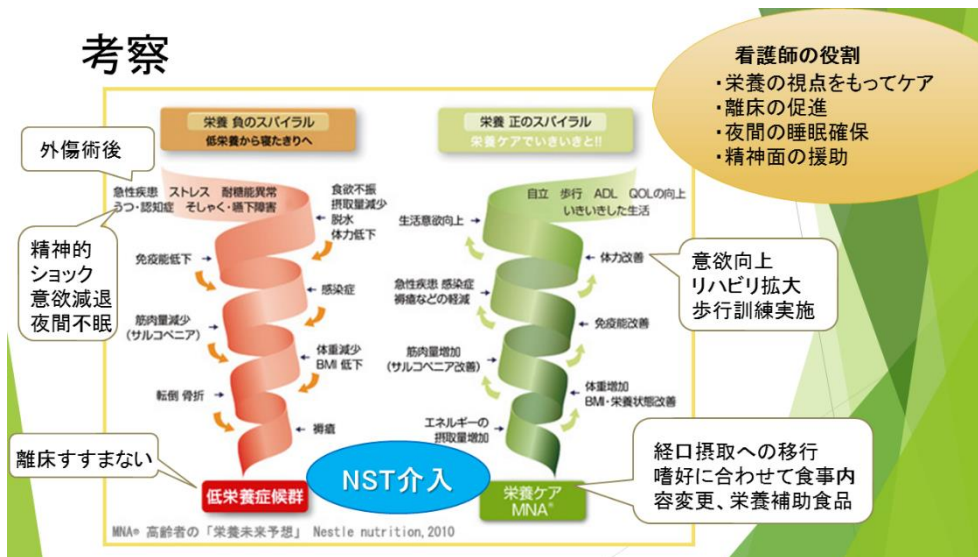 考察
看護師の役割
・栄養の視点をもってケア
・離床の促進
・夜間の睡眠確保
・精神面の援助
栄養 負のスパイラル
低栄養から寝たきりへ
外傷術後
急性疾患 ストレス 耐糖能異常
うつ・認知症 そしゃく・嚥下障害
食欲不振
摂取量減少
脱水
体力低下
精神的
ショック
意欲減退
夜間不眠
免疫能低下
感染症
筋肉量減少
(サルコペニア)
体重減少
BMI 低下
転倒 骨折
褥瘡
離床すすまない
低栄養症候群
NST介入
栄養 正のスパイラル
栄養ケアでいきいきと!!
自立 歩行 ADL QOLの向上
いきいきした生活
生活意欲向上
体力改善
意欲向上
リハビリ拡大
歩行訓練実施
急性疾患 感染症
褥瘡などの軽減
免疫能改善
筋肉量増加
(サルコペニア改善)
体重増加
BMI・栄養状態改善
エネルギーの
摂取量増加
栄養ケア
MNA®
経口摂取への移行
嗜好に合わせて食事内
容変更、栄養補助食品
MNA® 高齢者の「栄養未来予想」 Nestle nutrition,2010